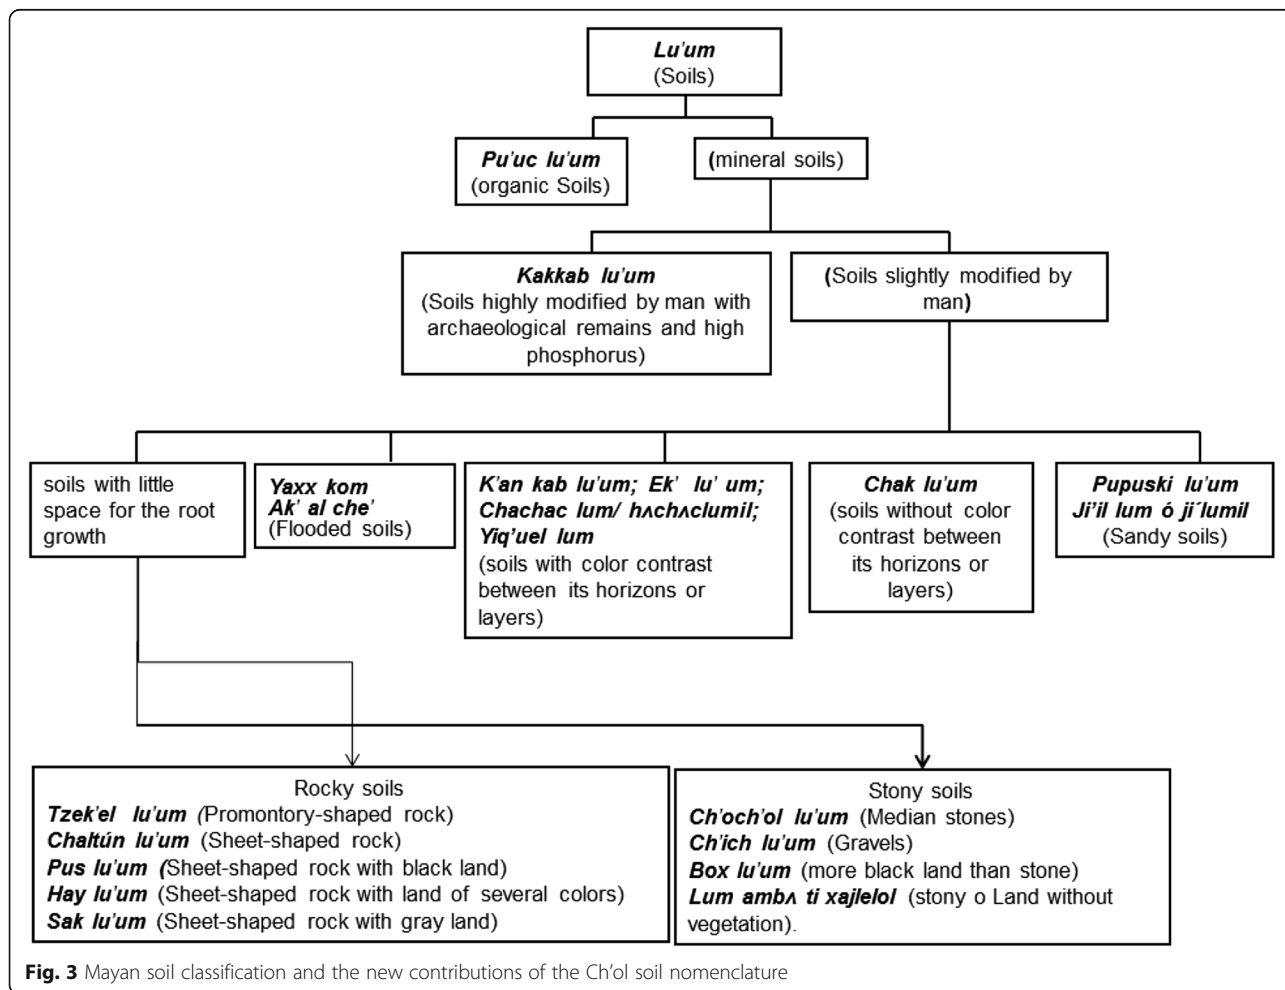 Lu'um
(Soils)
Pu'uc lu'um
(organic Soils)
(mineral soils)
Kakkab lu'um
(Soils highly modified by man with
archaeological remains and high
phosphorus)
(Soils slightly modified by
man)
soils with little
space for the root
growth
Yaxx kom
Ak' al che'
(Flooded soils)
K'an kab lu'um; Ek' lu' um;
Chachac lum/ hʌchʌclumil;
Yiq'uel lum
(soils with color contrast
between its horizons or
layers)
Chak lu'um
(soils without color
contrast between
its horizons or
layers)
Pupuski lu'um
Ji'il lum ó ji´lumil
(Sandy soils)
Rocky soils
Tzek'el lu'um (Promontory-shaped rock)
Chaltún lu'um (Sheet-shaped rock)
Pus lu'um (Sheet-shaped rock with black land)
Hay lu'um (Sheet-shaped rock with land of several colors)
Sak lu'um (Sheet-shaped rock with gray land)
Stony soils
Ch'och'ol lu'um (Median stones)
Ch'ich lu'um (Gravels)
Box lu'um (more black land than stone)
Lum ambʌ ti xajlelol (stony o Land without
vegetation).
Fig. 3 Mayan soil classification and the new contributions of the Ch'ol soil nomenclature